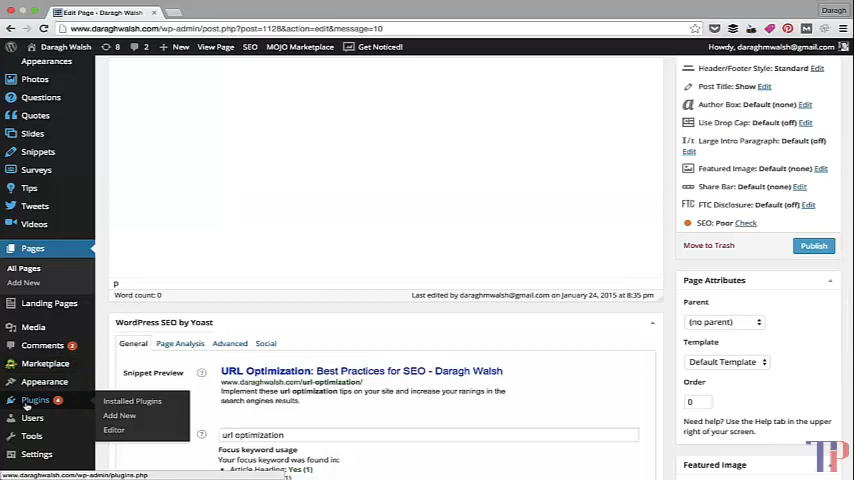 Edit Page ‹ Daragh Walsh — W
Daragh
www.daraghwalsh.com/wp-admin/post.php?post=1128&action=edit&message=10
Daragh Walsh 8 2 + New View Page SEO MOJO Marketplace Get Noticed! Howdy, daraghmwalsh@gmail.com
Appearances
Photos
Questions
Quotes
Slides
Snippets
Surveys
Tips
Tweets
Videos
Pages
All Pages
Add New
Landing Pages
Media
Comments 2
Marketplace
Appearance
Plugins 4
Users
Tools
Settings
Installed Plugins
Add New
Editor
www.daraghwalsh.com/wp-admin/plugins.php
p
Word count: 0 Last edited by daraghmwalsh@gmail.com on January 24, 2015 at 8:35 pm
WordPress SEO by Yoast
General Page Analysis Advanced Social
Snippet Preview ?
URL Optimization: Best Practices for SEO - Daragh Walsh
www.daraghwalsh.com/url-optimization/
Implement these url optimization tips on your site and increase your ranings in the
search engines results.
? url optimization
Focus keyword usage
Your focus keyword was found in:
• Article Heading: Yes (1)
Header/Footer Style: Standard Edit
Post Title: Show Edit
a Author Box: Default (none) Edit
Use Drop Cap: Default (off) Edit
Large Intro Paragraph: Default (off)
Edit
Featured Image: Default (none) Edit
Share Bar: Default (none) Edit
FTC FTC Disclosure: Default (off) Edit
SEO: Poor Check
Move to Trash Publish
Page Attributes
Parent
(no parent)
Template
Default Template
Order
0
Need help? Use the Help tab in the upper
right of your screen.
Featured Image
TP